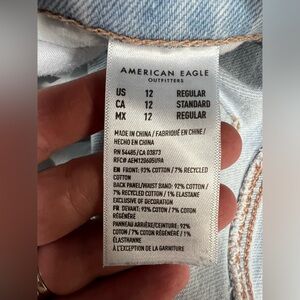 AMERICAN EAGLE
OUTFITTERS
US 12 REGULAR
CA 12 STANDARD
MX 12 REGULAR
MADE IN CHINA / FABRIQUÉ EN CHINE /
HECHO EN CHINA
RN 54485/CA 03873
RFC# AEM120605U9A
EN: FRONT: 93% COTTON / 7% RECYCLED
COTTON
BACK PANEL/WAIST BAND: 92% COTTON /
7% RECYCLED COTTON / 1% ELASTANE
EXCLUSIVE OF DECORATION
FR: DEVANT: 93% COTON / 7% COTON
RÉGÉNÉRÉ
PANNEAU ARRIÈRE/CEINTURE: 92%
COTON / 7% COTON RÉGÉNÉRÉ / 1%
ÉLASTHANNE
À L'EXCEPTION DE LA GARNITURE